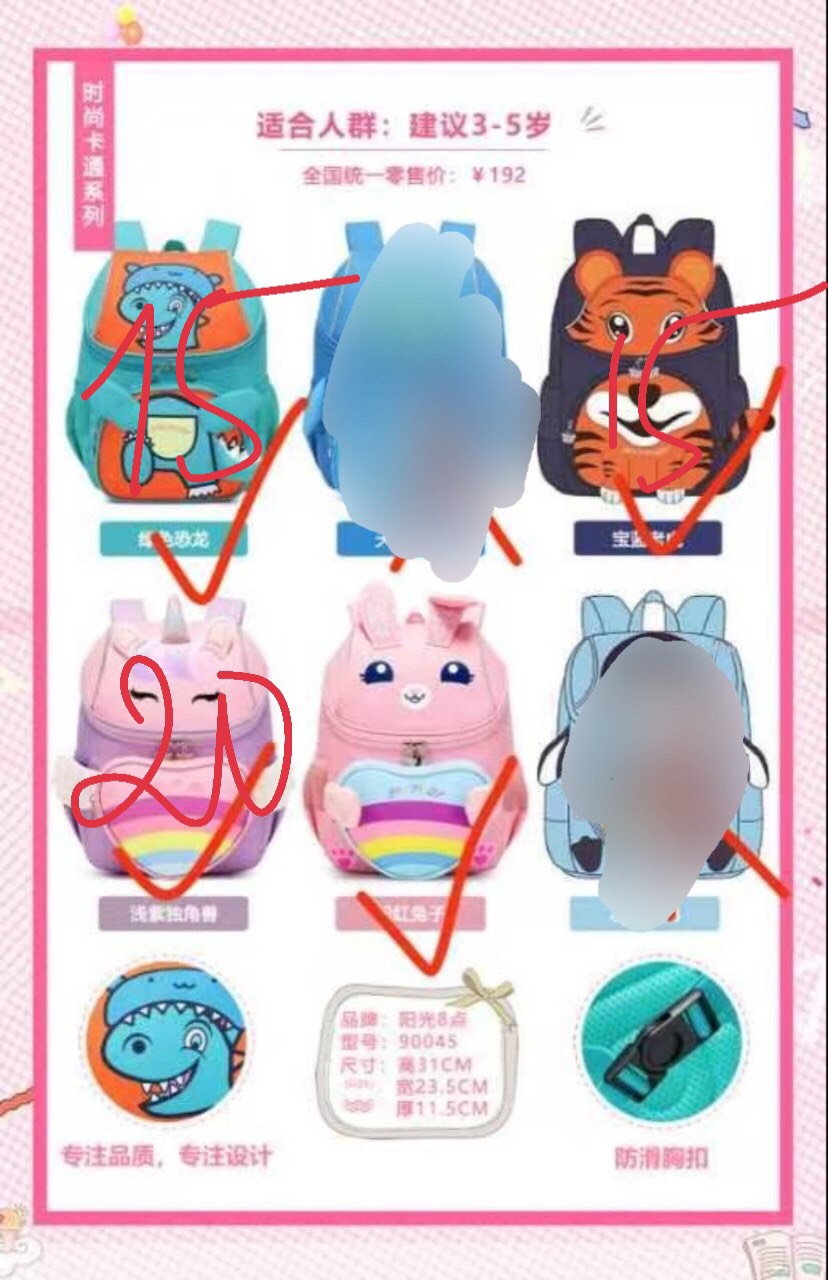 时尚卡通系列
适合人群：建议3-5岁
全国统一零售价：￥192
15
15
恐龙
宝蓝
20
浅紫独角兽
红兔子
品牌：阳光8点
型号：90045
尺寸：高31CM
(SIZE) 宽23.5CM
厚11.5CM
专注品质，专注设计
防滑胸扣